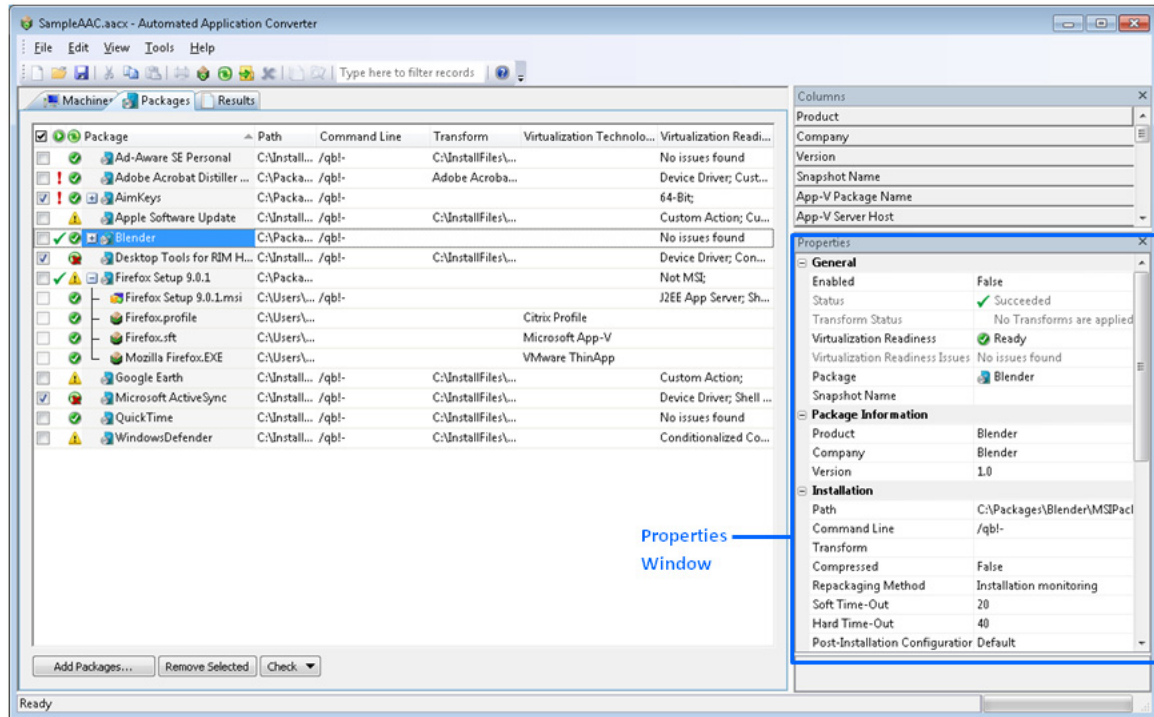 SampleAAC.aacx - Automated Application Converter
File Edit View Tools Help
Type here to filter records
Machines Packages Results
Package Path Command Line Transform Virtualization Technolo... Virtualization Readi...
Ad-Aware SE Personal C:\Install... /qb!- C:\InstallFiles\... No issues found
Adobe Acrobat Distiller ... C:\Packa... /qb!- Adobe Acroba... Device Driver; Cust...
AimKeys C:\Packa... /qb!- 64-Bit;
Apple Software Update C:\Install... /qb!- C:\InstallFiles\... Custom Action; Cu...
Blender C:\Packa... /qb!- No issues found
Desktop Tools for RIM H... C:\Install... /qb!- C:\InstallFiles\... Device Driver; Con...
Firefox Setup 9.0.1 C:\Packa... Not MSI;
Firefox Setup 9.0.1.msi C:\Users\... /qb!- J2EE App Server; Sh...
Firefox.profile C:\Users\... Citrix Profile
Firefox.sft C:\Users\... Microsoft App-V
Mozilla Firefox.EXE C:\Users\... VMware ThinApp
Google Earth C:\Install... /qb!- C:\InstallFiles\... Custom Action;
Microsoft ActiveSync C:\Install... /qb!- C:\InstallFiles\... Device Driver; Shell ...
QuickTime C:\Install... /qb!- C:\InstallFiles\... No issues found
WindowsDefender C:\Install... /qb!- C:\InstallFiles\... Conditionalized Co...
Add Packages... Remove Selected Check
Ready
Columns
Product
Company
Version
Snapshot Name
App-V Package Name
App-V Server Host
Properties
General
Enabled False
Status Succeeded
Transform Status No Transforms are applied
Virtualization Readiness Ready
Virtualization Readiness Issues No issues found
Package Blender
Snapshot Name
Package Information
Product Blender
Company Blender
Version 1.0
Installation
Path C:\Packages\Blender\MSIPacl
Command Line /qb!-
Transform
Compressed False
Repackaging Method Installation monitoring
Soft Time-Out 20
Hard Time-Out 40
Post-Installation Configuration Default
Properties
Window